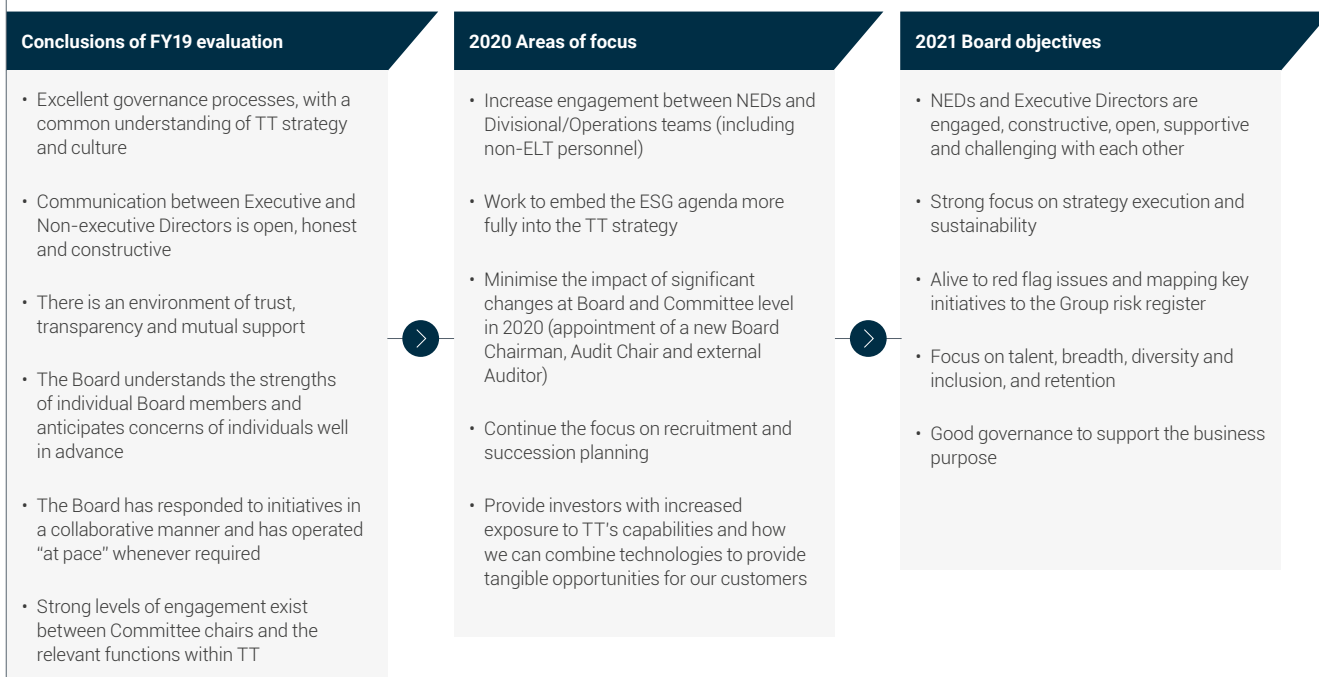 Conclusions of FY19 evaluation
• Excellent governance processes, with a
common understanding of TT strategy
and culture
• Communication between Executive and
Non-executive Directors is open, honest
and constructive
• There is an environment of trust,
transparency and mutual support
• The Board understands the strengths
of individual Board members and
anticipates concerns of individuals well
in advance
• The Board has responded to initiatives in
a collaborative manner and has operated
“at pace” whenever required
• Strong levels of engagement exist
between Committee chairs and the
relevant functions within TT
2020 Areas of focus
• Increase engagement between NEDs and
Divisional/Operations teams (including
non-ELT personnel)
• Work to embed the ESG agenda more
fully into the TT strategy
• Minimise the impact of significant
changes at Board and Committee level
in 2020 (appointment of a new Board
Chairman, Audit Chair and external
Auditor)
• Continue the focus on recruitment and
succession planning
• Provide investors with increased
exposure to TT’s capabilities and how
we can combine technologies to provide
tangible opportunities for our customers
2021 Board objectives
• NEDs and Executive Directors are
engaged, constructive, open, supportive
and challenging with each other
• Strong focus on strategy execution and
sustainability
• Alive to red flag issues and mapping key
initiatives to the Group risk register
• Focus on talent, breadth, diversity and
inclusion, and retention
• Good governance to support the business
purpose